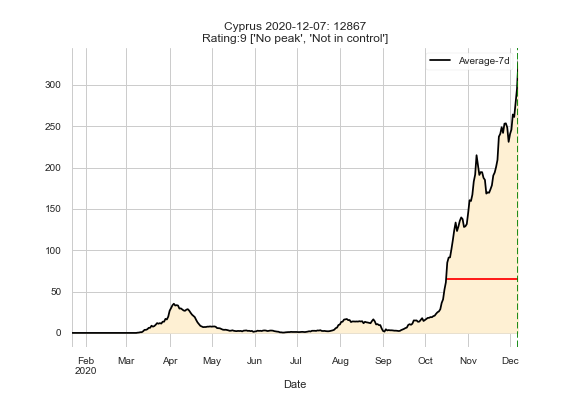 Cyprus 2020-12-07: 12867
Rating:9 ['No peak', 'Not in control']
Average-7d
300
250
200
150
100
50
0
Feb Mar Apr May Jun Jul Aug Sep Oct Nov Dec
2020
Date